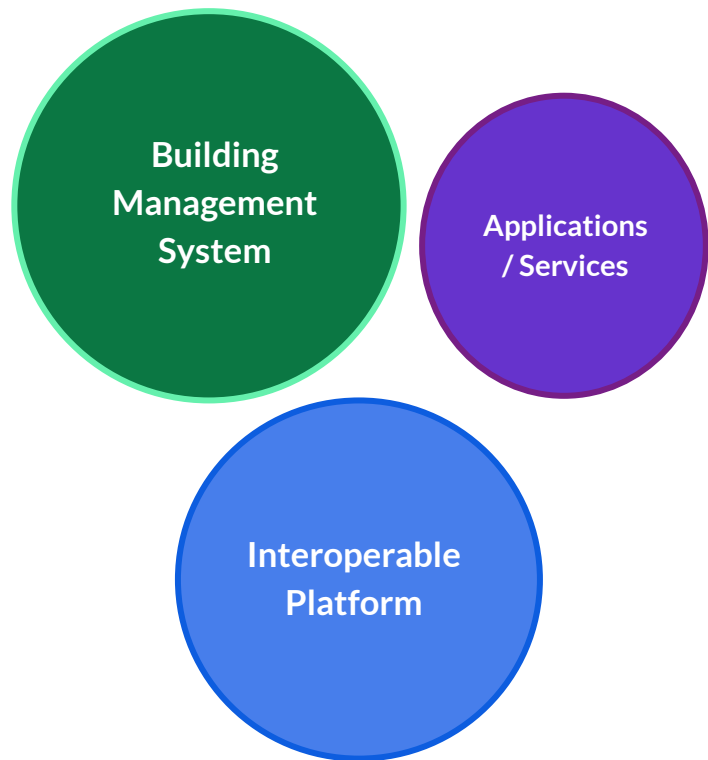 Building
Management
System
Applications
/ Services
Interoperable
Platform